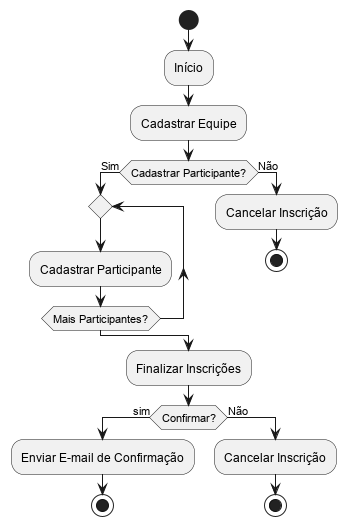 Início
Cadastrar Equipe
Sim
Cadastrar Participante?
Não
Cancelar Inscrição
Cadastrar Participante
Mais Participantes?
Finalizar Inscrições
sim
Confirmar?
Não
Enviar E-mail de Confirmação
Cancelar Inscrição